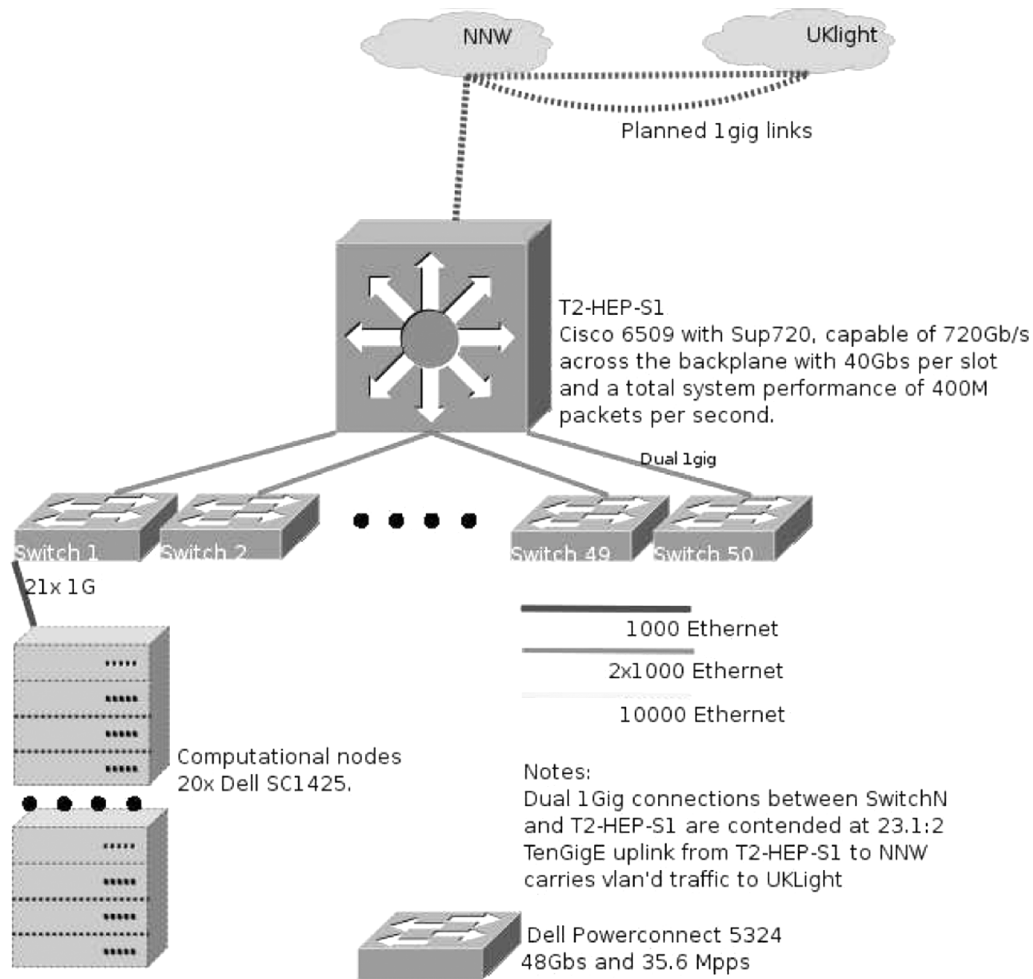 NNW
UKlight
Planned 1gig links
T2-HEP-S1
Cisco 6509 with Sup720, capable of 720Gb/s
across the backplane with 40Gbs per slot
and a total system performance of 400M
packets per second.
Dual 1gig
Switch 1
Switch 2
Switch 49
Switch 50
21x 1G
1000 Ethernet
2x1000 Ethernet
10000 Ethernet
Computational nodes
20x Dell SC1425.
Notes:
Dual 1Gig connections between SwitchN
and T2-HEP-S1 are contended at 23.1:2
TenGigE uplink from T2-HEP-S1 to NNW
carries vlan'd traffic to UKLight
Dell Powerconnect 5324
48Gbs and 35.6 Mpps